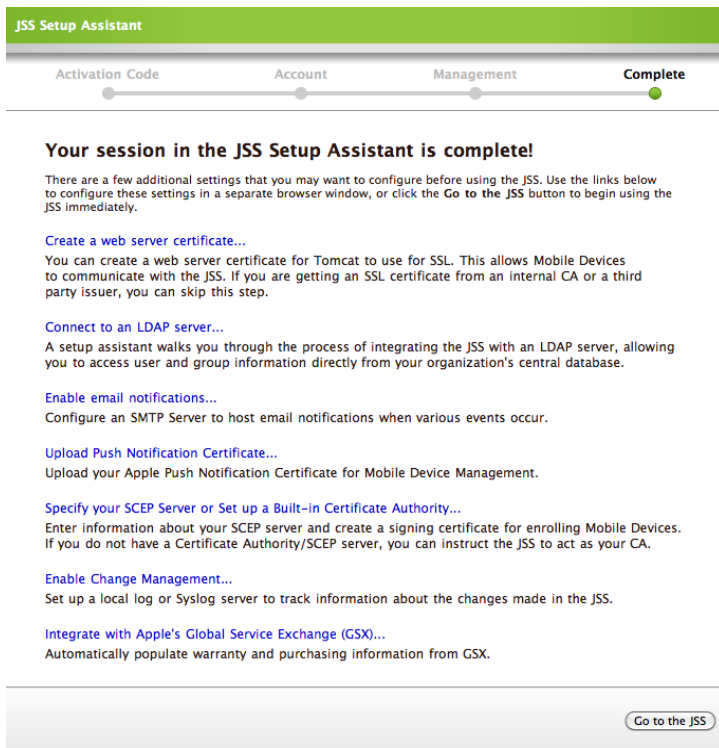 JSS Setup Assistant
Activation Code Account Management Complete
Your session in the JSS Setup Assistant is complete!
There are a few additional settings that you may want to configure before using the JSS. Use the links below
to configure these settings in a separate browser window, or click the Go to the JSS button to begin using the
JSS immediately.
Create a web server certificate...
You can create a web server certificate for Tomcat to use for SSL. This allows Mobile Devices
to communicate with the JSS. If you are getting an SSL certificate from an internal CA or a third
party issuer, you can skip this step.
Connect to an LDAP server...
A setup assistant walks you through the process of integrating the JSS with an LDAP server, allowing
you to access user and group information directly from your organization's central database.
Enable email notifications...
Configure an SMTP Server to host email notifications when various events occur.
Upload Push Notification Certificate...
Upload your Apple Push Notification Certificate for Mobile Device Management.
Specify your SCEP Server or Set up a Built-in Certificate Authority...
Enter information about your SCEP server and create a signing certificate for enrolling Mobile Devices.
If you do not have a Certificate Authority/SCEP server, you can instruct the JSS to act as your CA.
Enable Change Management...
Set up a local log or Syslog server to track information about the changes made in the JSS.
Integrate with Apple's Global Service Exchange (GSX)...
Automatically populate warranty and purchasing information from GSX.
Go to the JSS